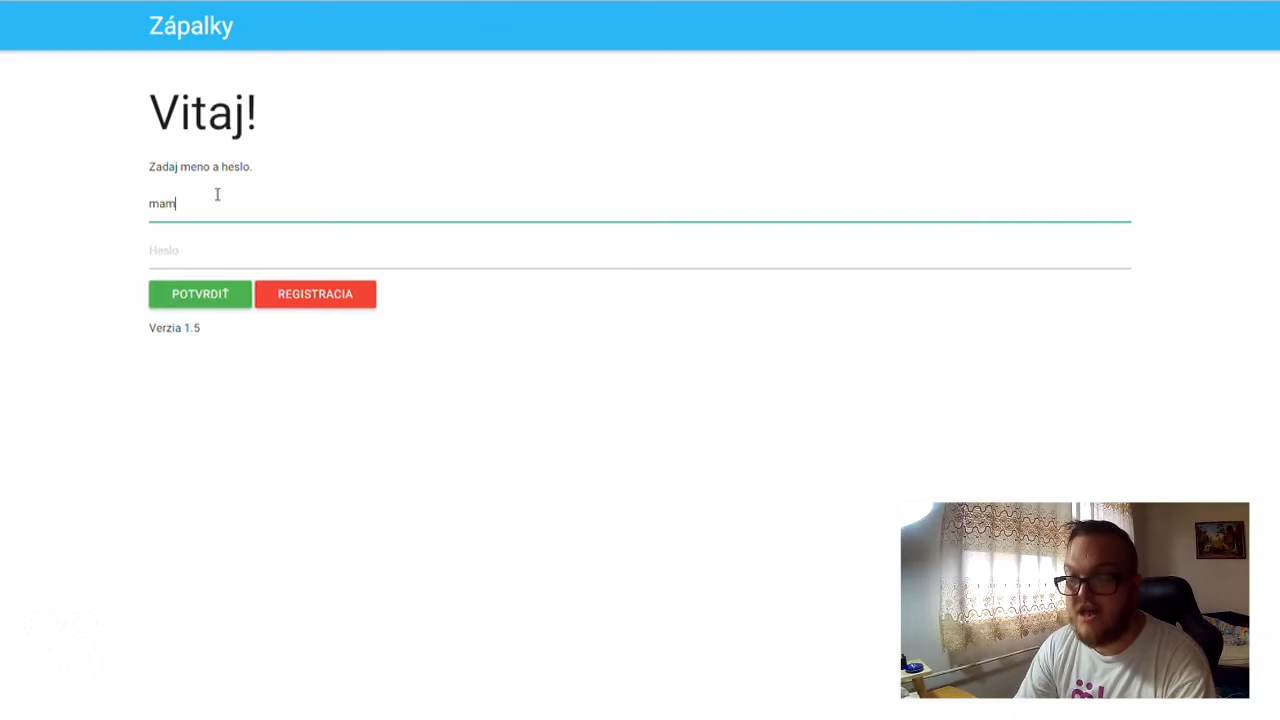 Zápalky
Vitaj!
Zadaj meno a heslo.
mam
Heslo
POTVRDIŤ REGISTRACIA
Verzia 1.5